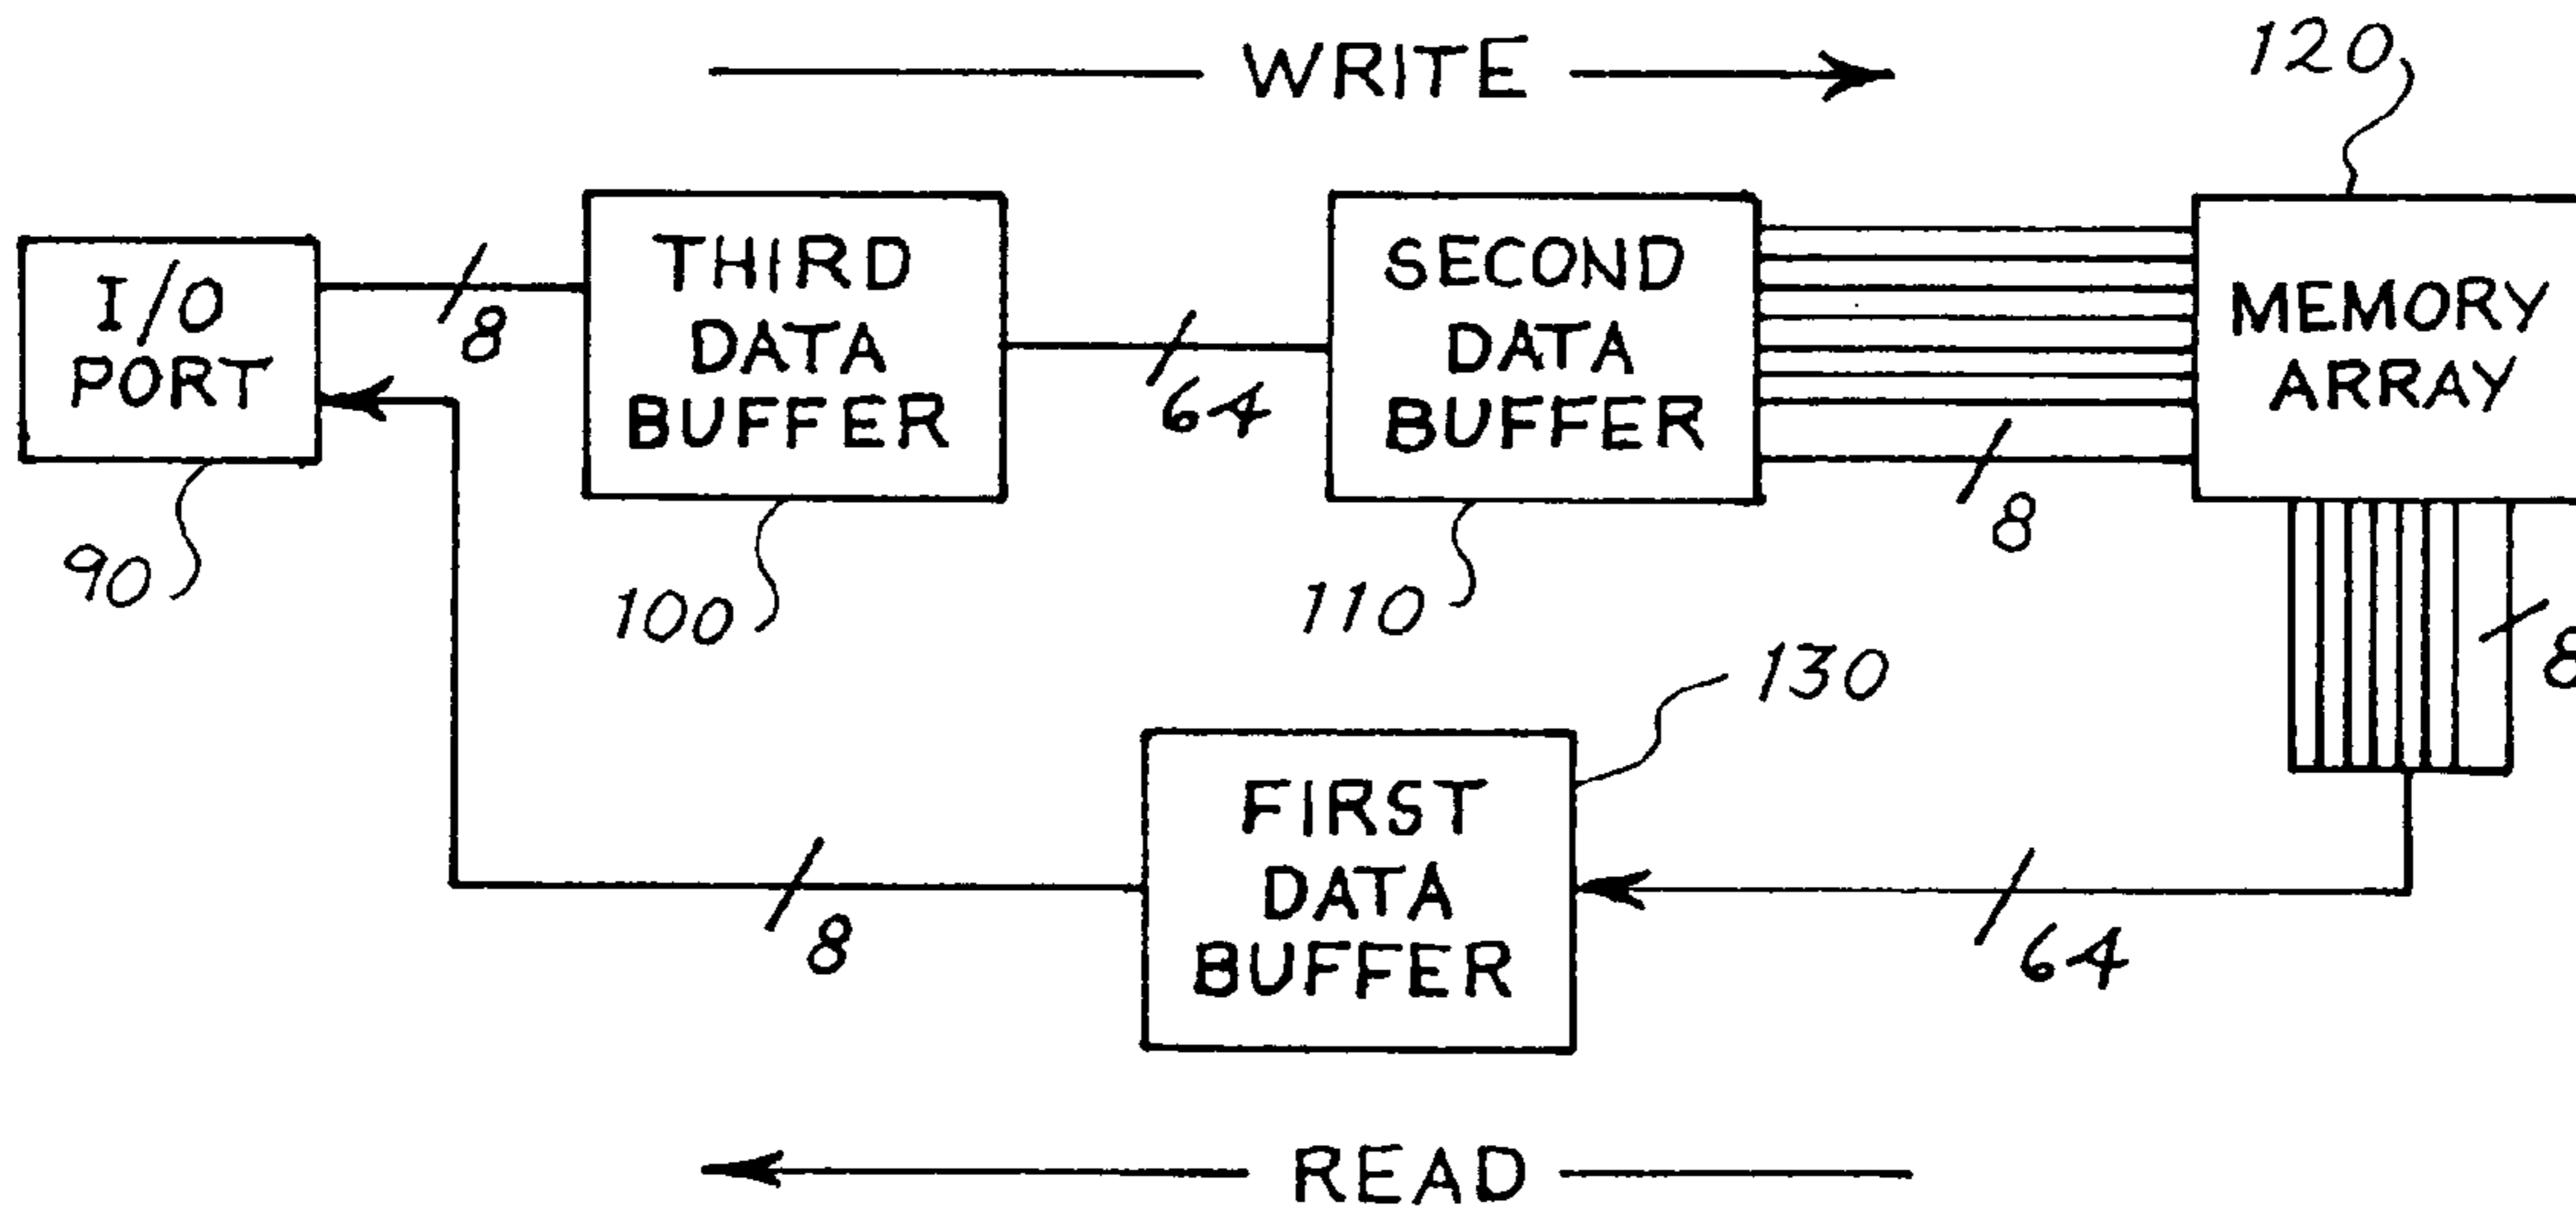 WRITE
120
I/O
PORT
8
THIRD
DATA
BUFFER
64
SECOND
DATA
BUFFER
8
MEMORY
ARRAY
90
100
110
8
130
FIRST
DATA
BUFFER
8
64
READ